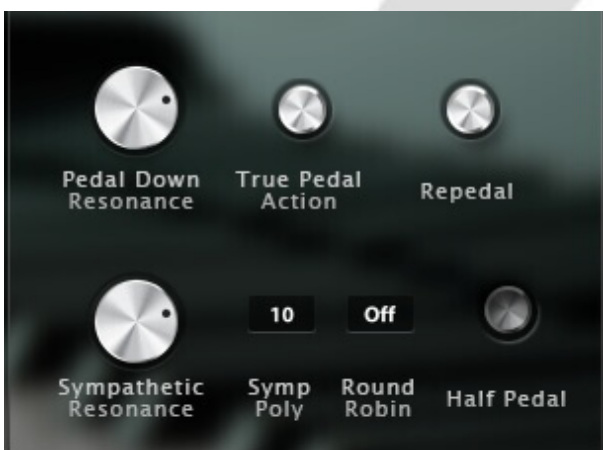 Pedal Down
Resonance
True Pedal
Action
Repedal
10
Off
Sympathetic
Resonance
Symp
Poly
Round
Robin
Half Pedal